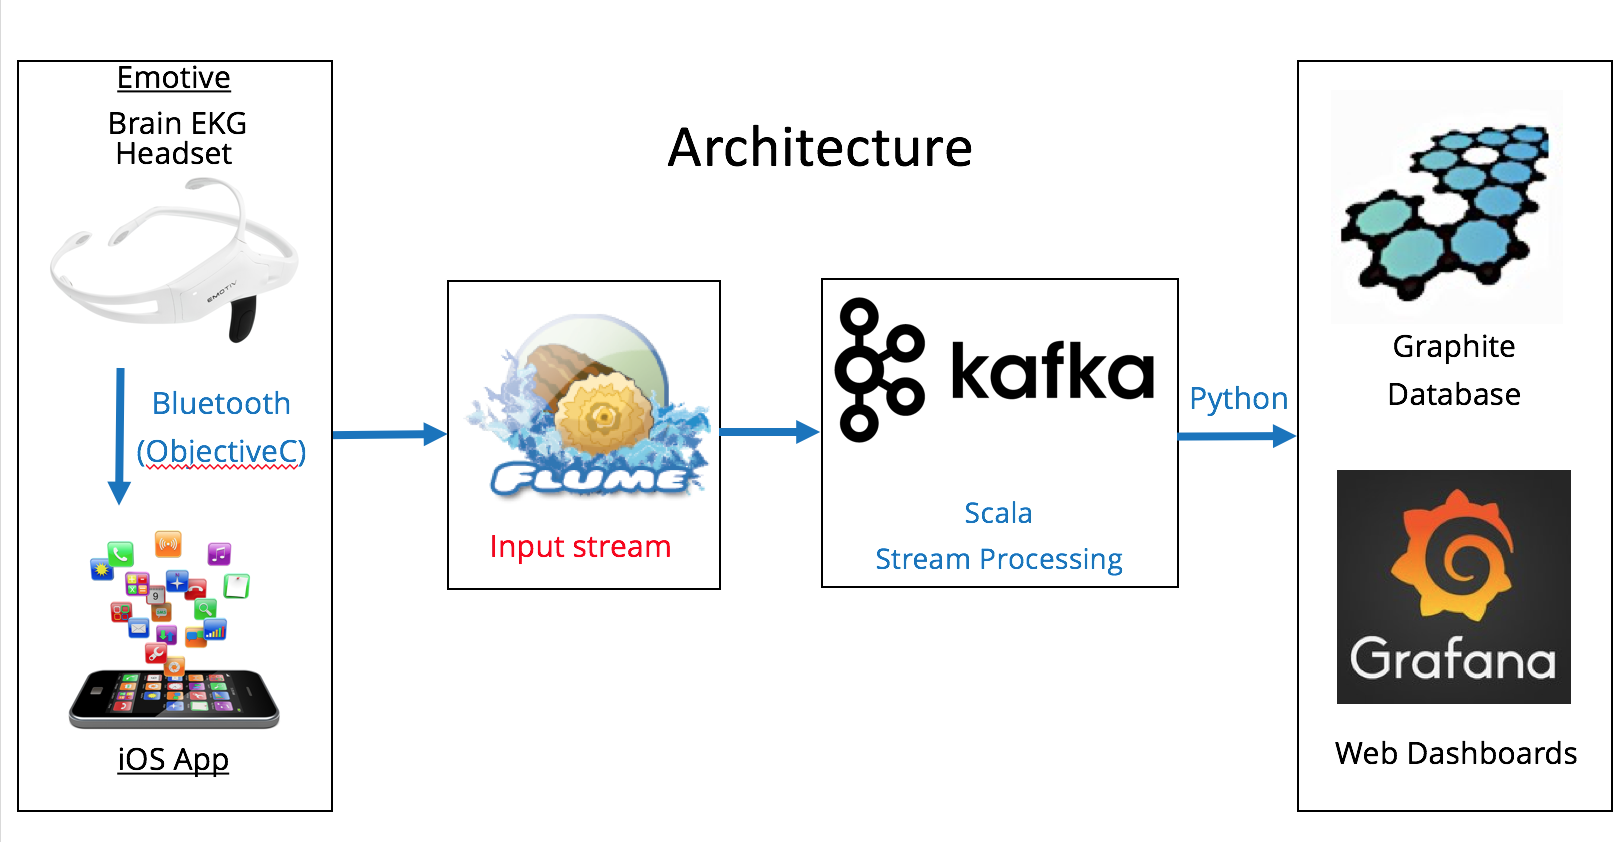 Emotive
Brain EKG
Headset
EMOTIV
Bluetooth
(ObjectiveC)
9
iOS App
Architecture
FLUME
Input stream
kafka
Scala
Stream Processing
Python
Graphite
Database
Grafana
Web Dashboards